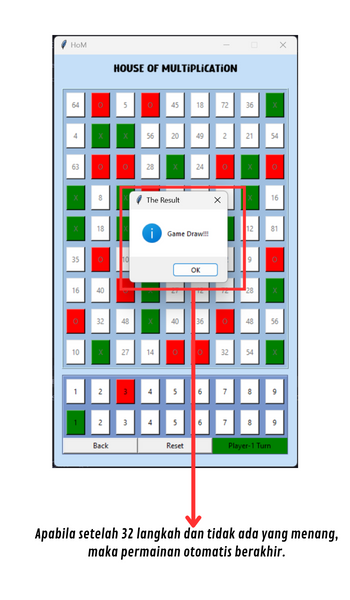 HoM
HOUSE OF MULTIPLICATION
64 O 5 O 45 18 72 36 X
4 X X 56 20 49 2 21 54
63 O O 28 X 24 O X O
X 8 X 16
The Result
X 18 12 81
Game Draw!!!
35 O 10 9 O
OK
16 40 48
O 32 48 X 40 36 O 48 56
10 X 27 14 O O 32 54 X
1 2 3 4 5 6 7 8 9
1 2 3 4 5 6 7 8 9
Back Reset Player-1 Turn
Apabila setelah 32 langkah dan tidak ada yang menang,
maka permainan otomatis berakhir.